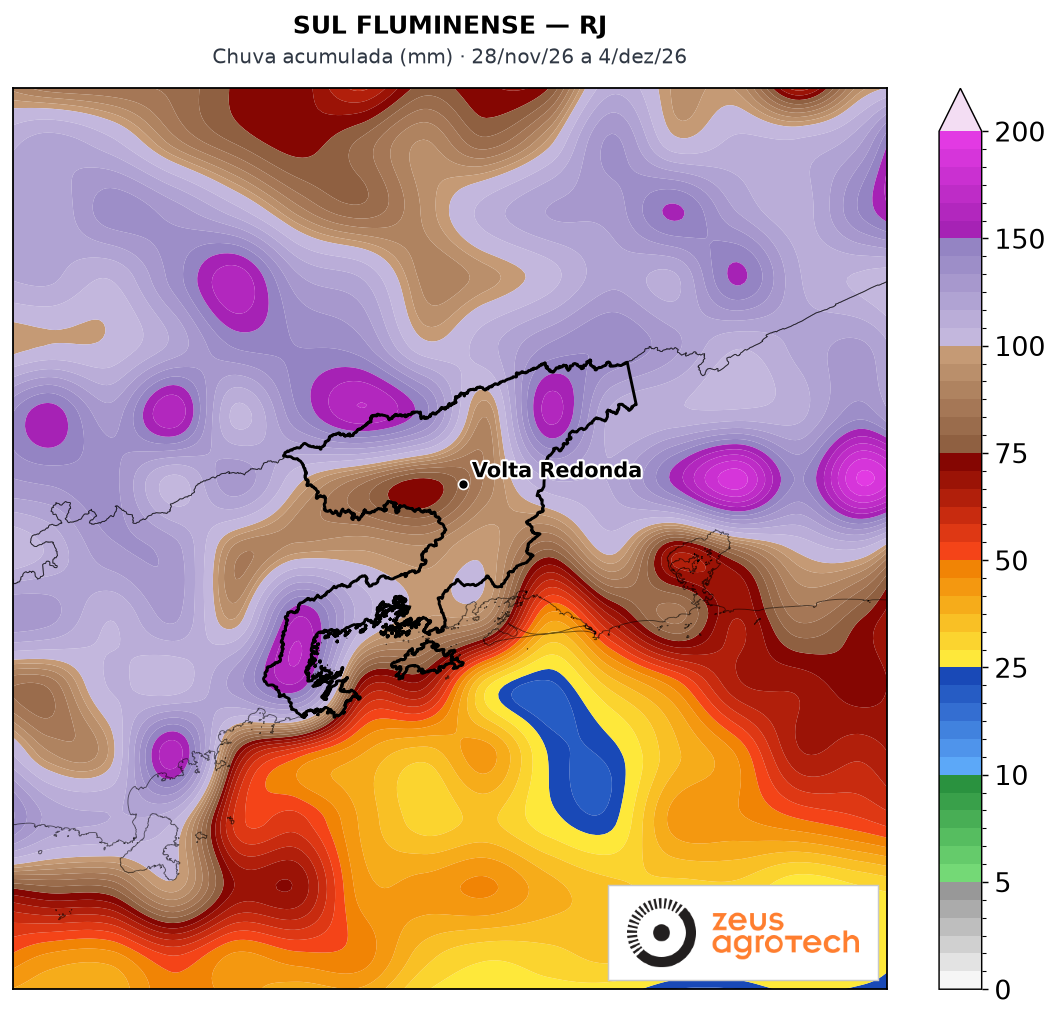 SUL FLUMINENSE — RJ
Chuva acumulada (mm) · 28/nov/26 a 4/dez/26
200
150
100
75
50
25
10
5
0
Volta Redonda
zeus
agrotech